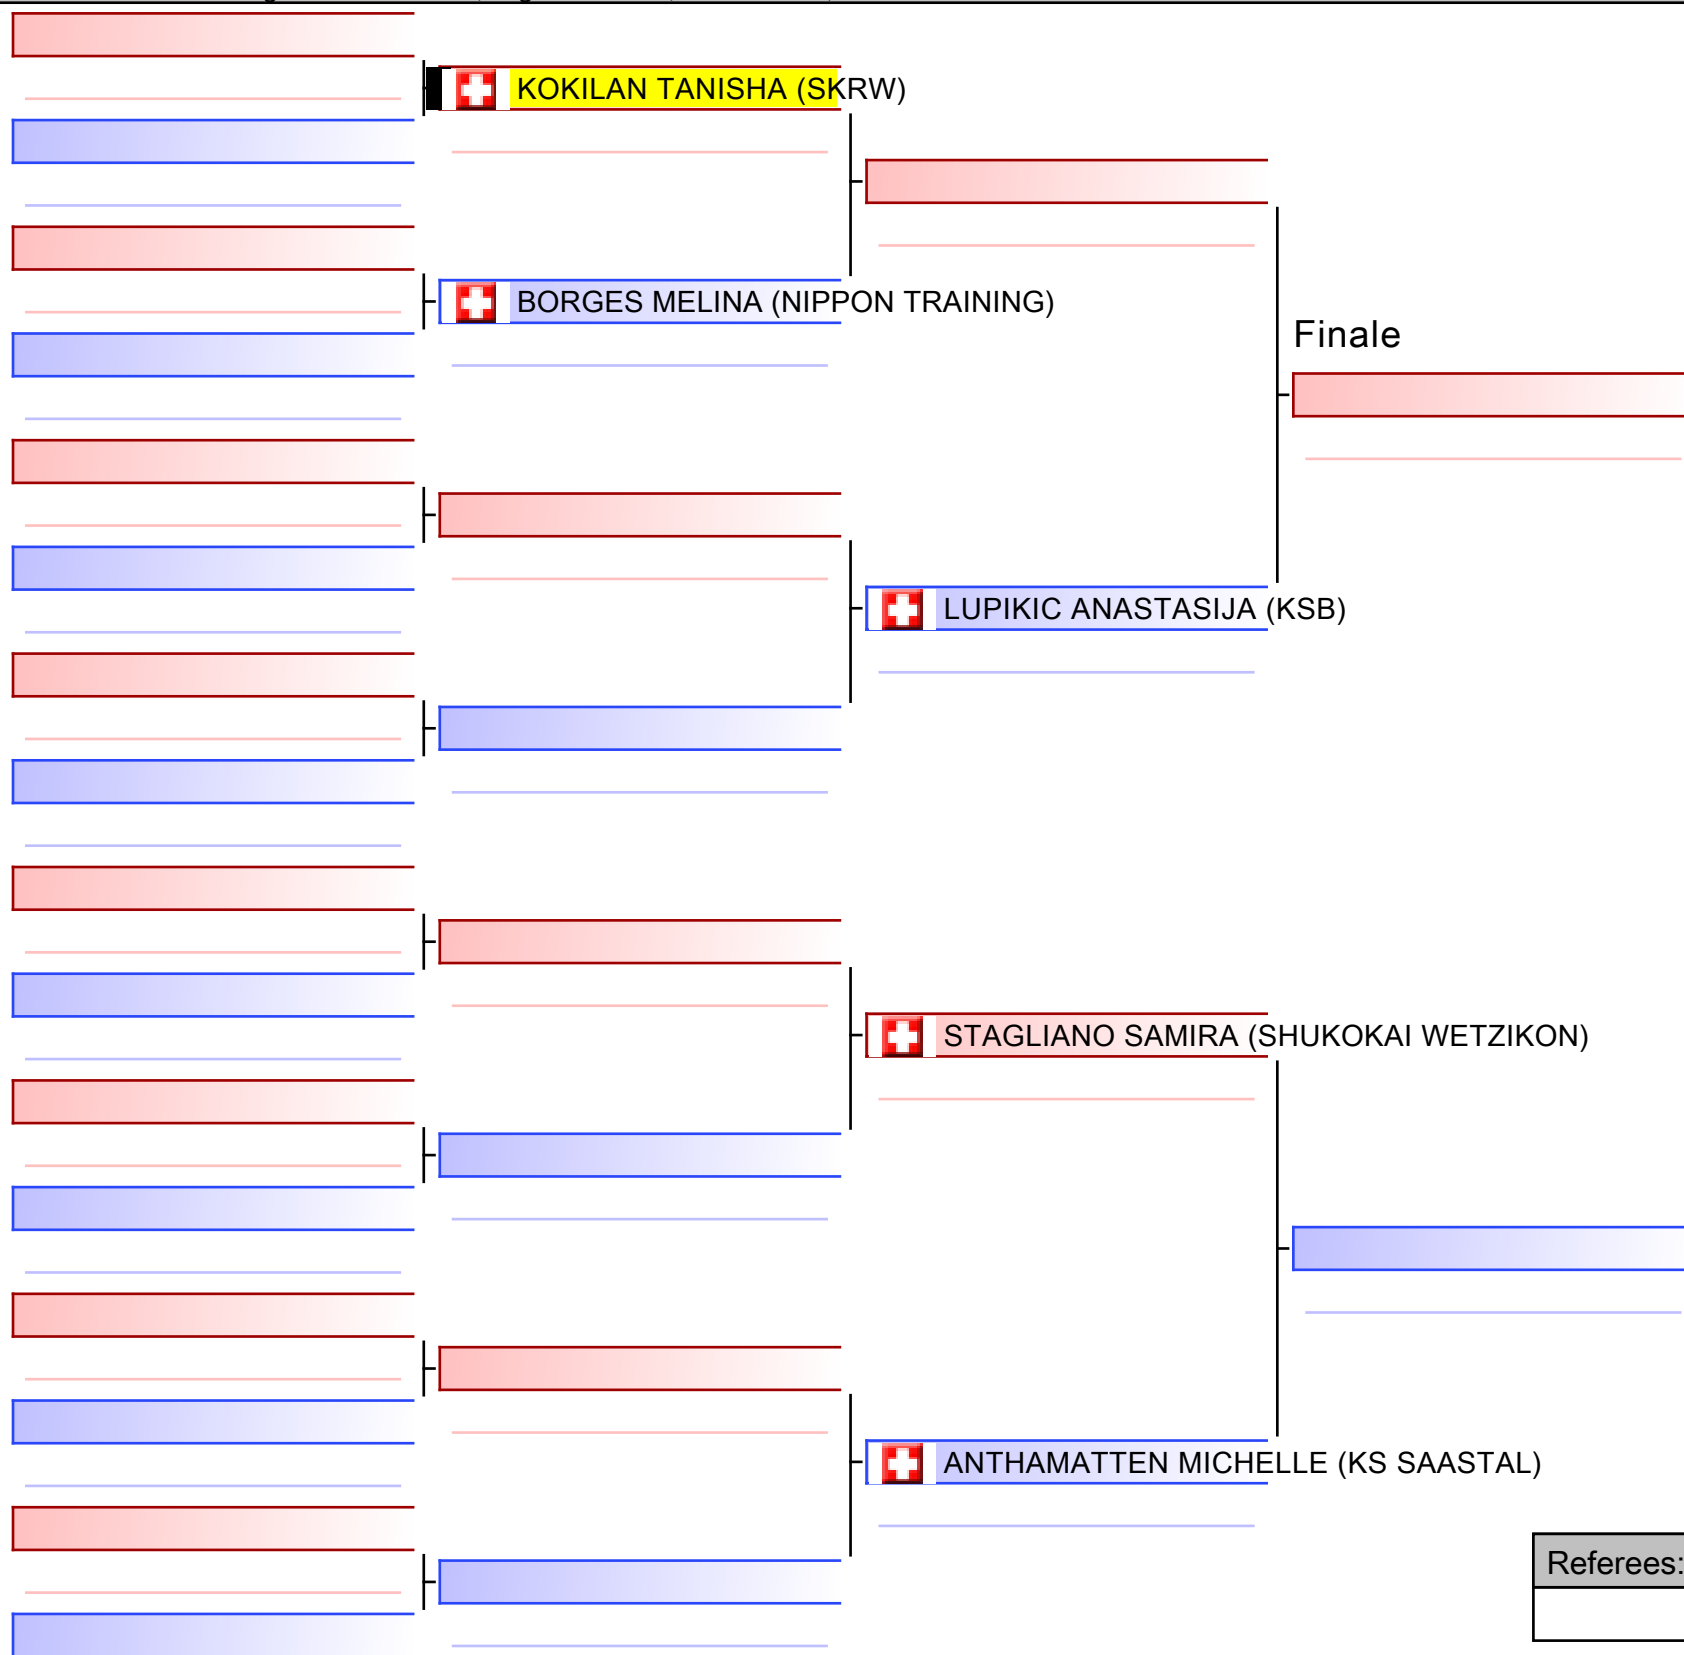 KOKILAN TANISHA (SKRW)
BORGES MELINA (NIPPON TRAINING)
Finale
LUPIKIC ANASTASIJA (KSB)
STAGLIANO SAMIRA (SHUKOKAI WETZIKON)
ANTHAMATTEN MICHELLE (KS SAASTAL)
Referees: